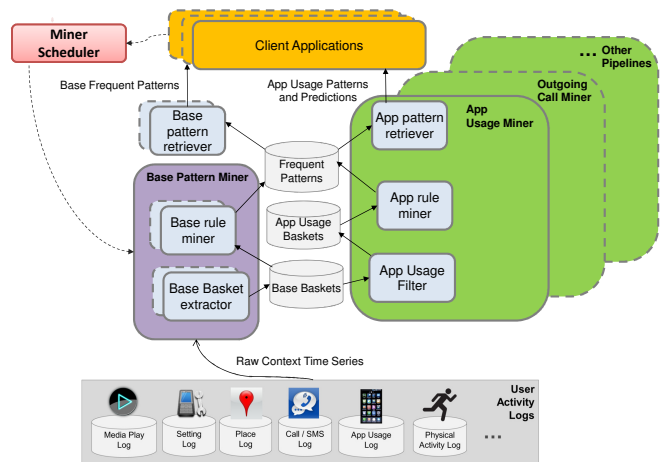 Miner
Scheduler
Client Applications
... Other
Pipelines
Base Frequent Patterns
App Usage Patterns
and Predictions
Outgoing
Call Miner
App
Usage Miner
Base
pattern
retriever
App pattern
retriever
Frequent
Patterns
Base Pattern Miner
Base rule
miner
App Usage
Baskets
App rule
miner
Base Basket
extractor
Base Baskets
App Usage
Filter
Raw Context Time Series
User
Activity
Logs
Media Play
Log
Setting
Log
Place
Log
Call / SMS
Log
App Usage
Log
Physical
Activity Log
...